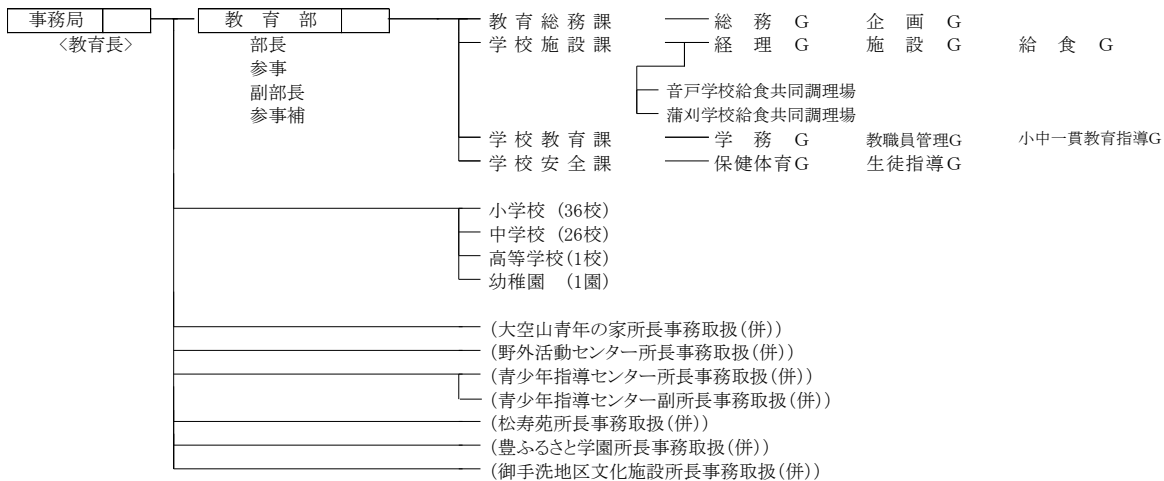 事務局 教育部 教育総務課 総務G 企画G
<教育長> 部長 学校施設課 経理G 施設G 給食G
参事
副部長 音戸学校給食共同調理場
参事補 蒲刈学校給食共同調理場
学校教育課 学務G 教職員管理G 小中一貫教育指導G
学校安全課 保健体育G 生徒指導G
小学校 (36校)
中学校 (26校)
高等学校(1校)
幼稚園 (1園)
(大空山青年の家所長事務取扱(併))
(野外活動センター所長事務取扱(併))
(青少年指導センター所長事務取扱(併))
(青少年指導センター副所長事務取扱(併))
(松寿苑所長事務取扱(併))
(豊ふるさと学園所長事務取扱(併))
(御手洗地区文化施設所長事務取扱(併))